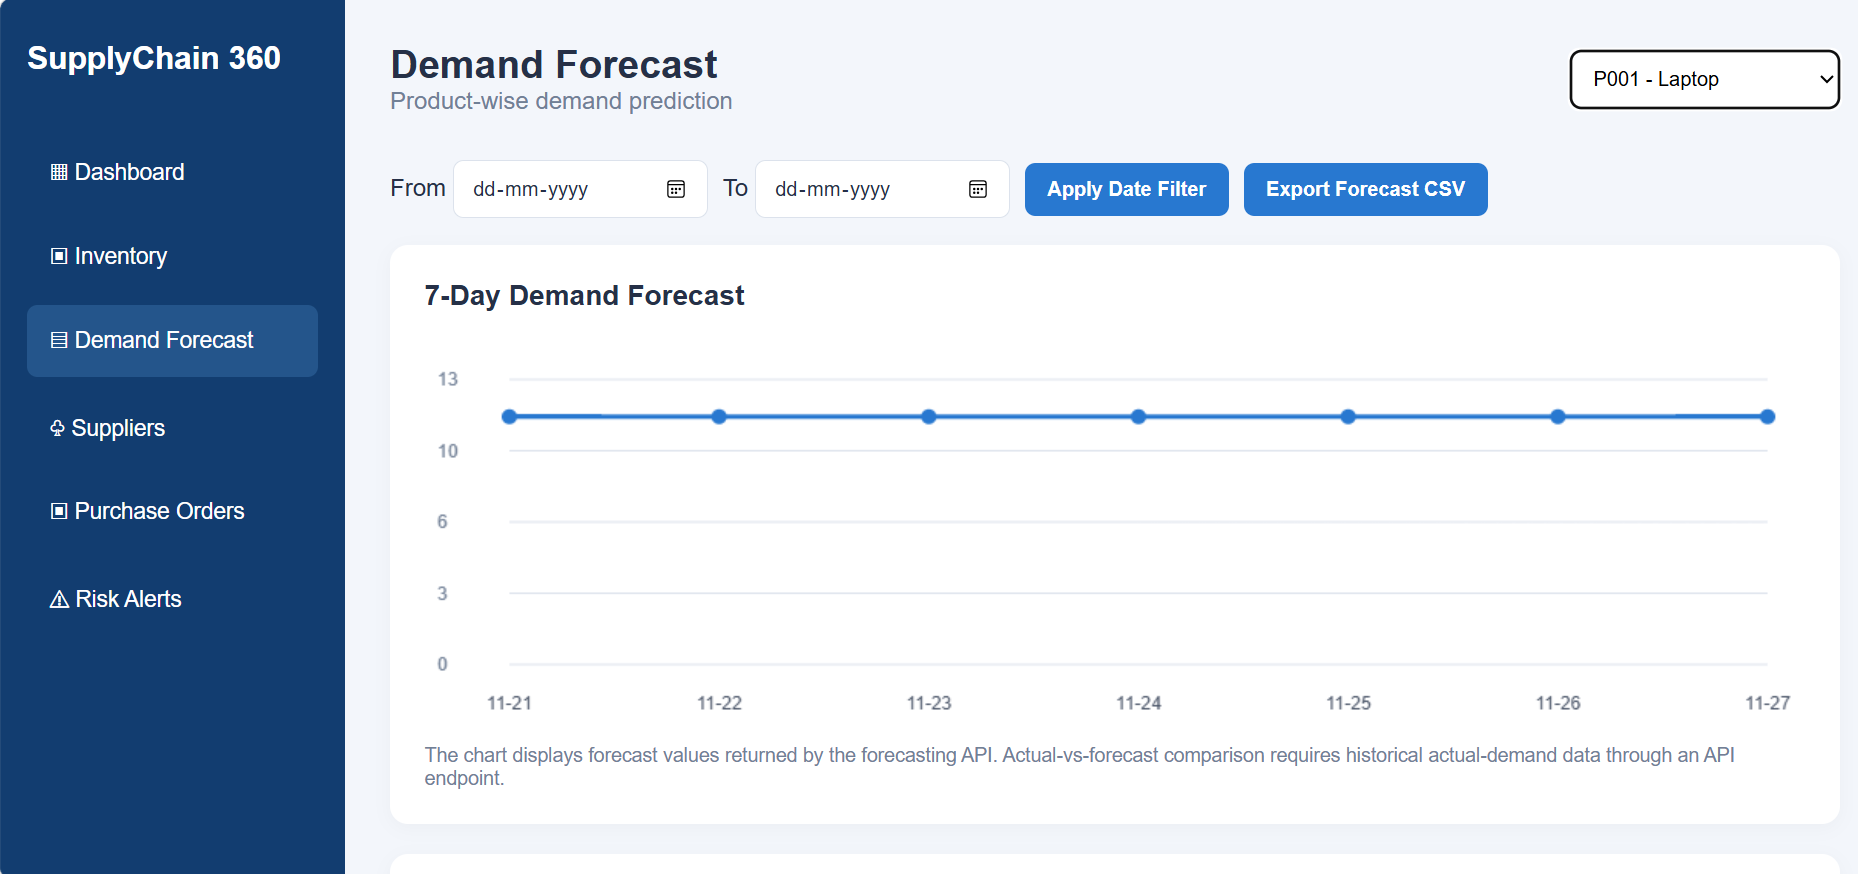 SupplyChain 360
Dashboard
Inventory
Demand Forecast
Suppliers
Purchase Orders
Risk Alerts
Demand Forecast
Product-wise demand prediction
P001 - Laptop
From dd-mm-yyyy To dd-mm-yyyy Apply Date Filter Export Forecast CSV
7-Day Demand Forecast
13
10
6
3
0
11-21 11-22 11-23 11-24 11-25 11-26 11-27
The chart displays forecast values returned by the forecasting API. Actual-vs-forecast comparison requires historical actual-demand data through an API
endpoint.